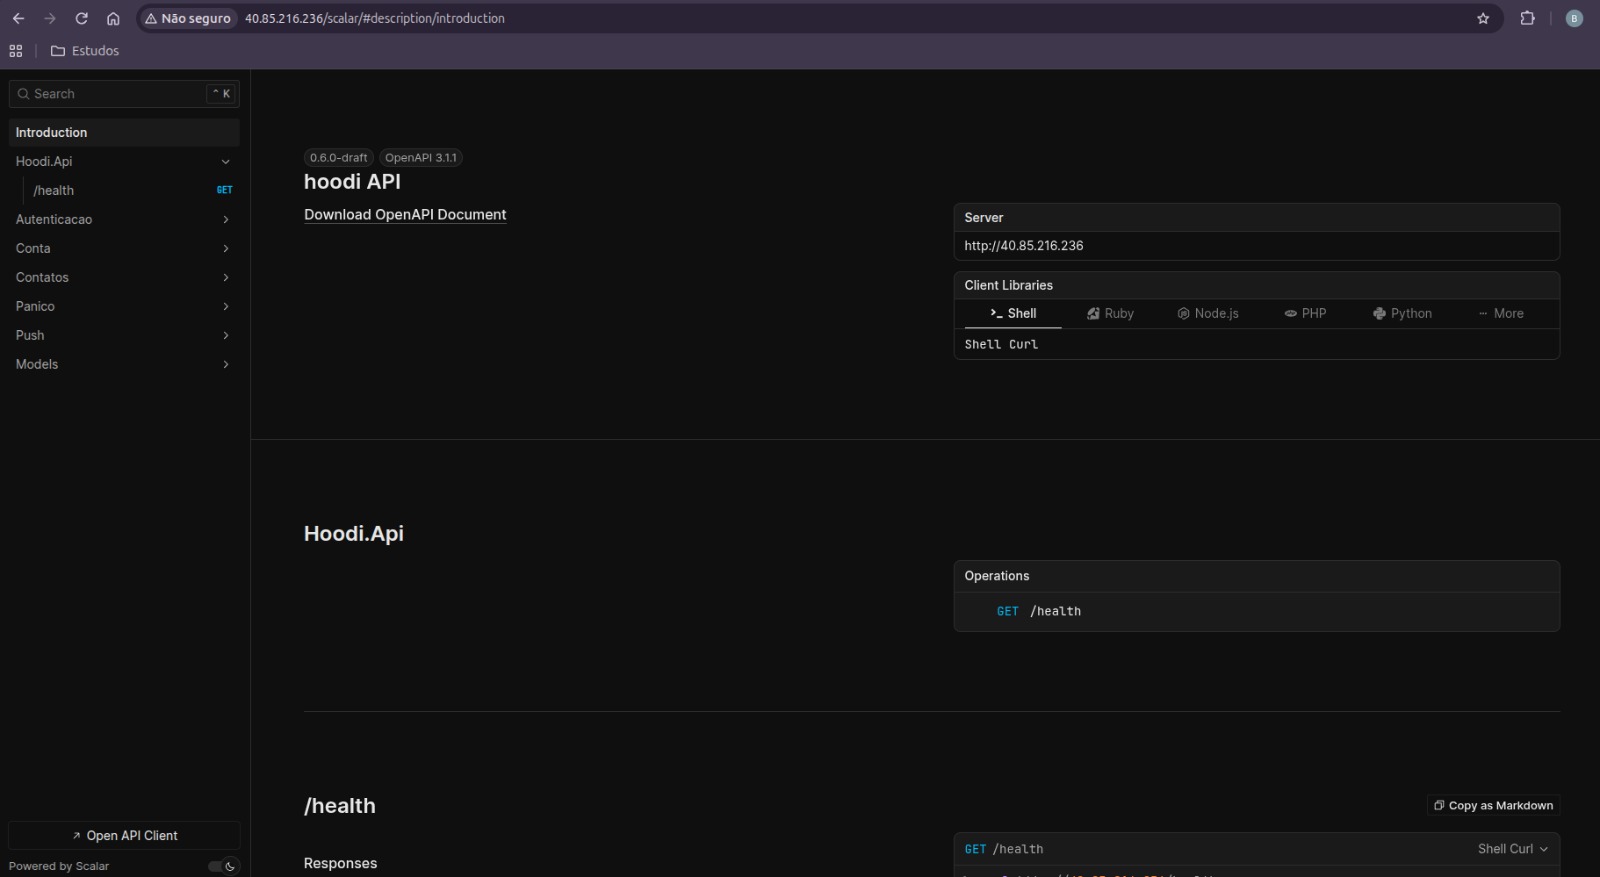 Não seguro
40.85.216.236/scalar/#description/introduction
B
Estudos
Search
^ K
Introduction
Hoodi.Api
/health GET
Autenticacao
Conta
Contatos
Panico
Push
Models
Open API Client
Powered by Scalar
0.6.0-draft OpenAPI 3.1.1
hoodi API
Download OpenAPI Document
Server
http://40.85.216.236
Client Libraries
Shell Ruby Node.js PHP Python More
Shell Curl
Hoodi.Api
Operations
GET /health
/health
Copy as Markdown
Responses
GET /health Shell Curl